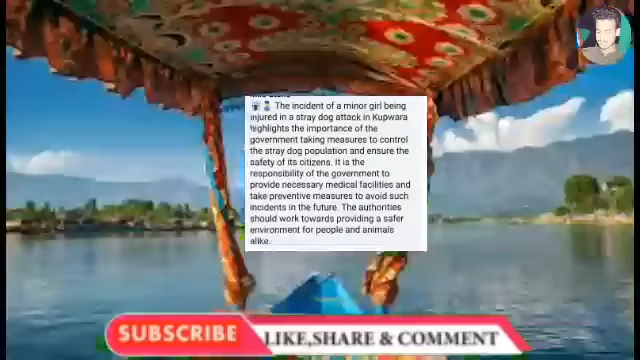 The incident of a minor girl being
injured in a stray dog attack in Kupwara
highlights the importance of the
government taking measures to control
the stray dog population and ensure the
safety of its citizens. It is the
responsibility of the government to
provide necessary medical facilities and
take preventive measures to avoid such
incidents in the future. The authorities
should work towards providing a safer
environment for people and animals
alike.
SUBSCRIBE
LIKE,SHARE & COMMENT